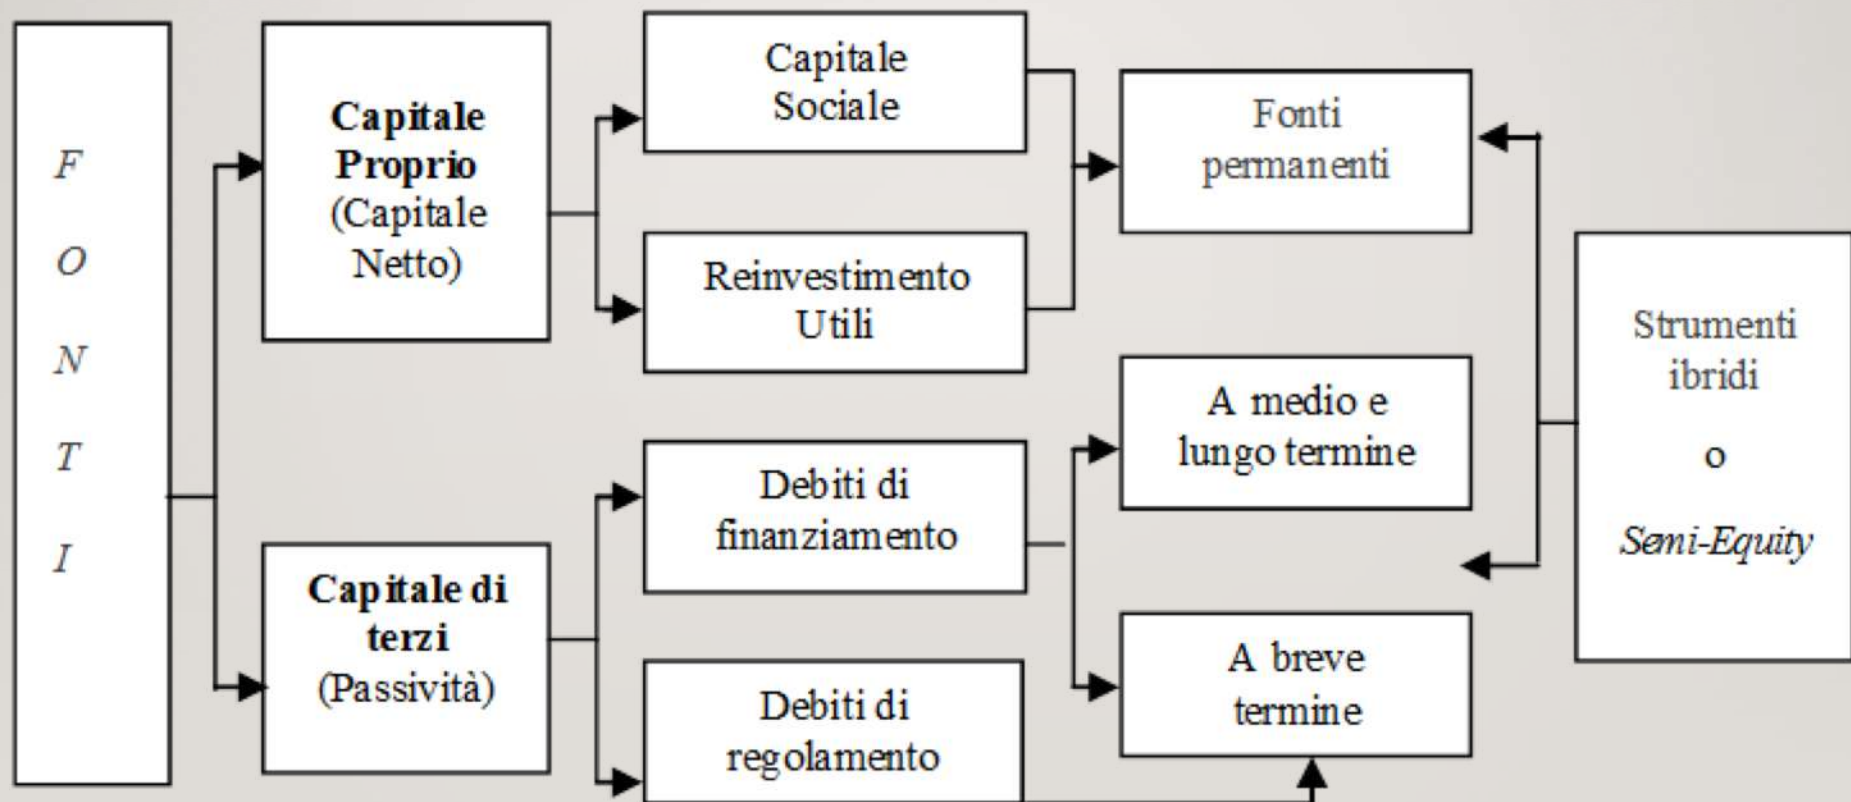 F
O
N
T
I
Capitale
Proprio
(Capitale
Netto)
Capitale di
terzi
(Passività)
Capitale
Sociale
Reinvestimento
Utili
Debiti di
finanziamento
Debiti di
regolamento
Fonti
permanenti
A medio e
lungo termine
A breve
termine
Strumenti
ibridi
o
Semi-Equity